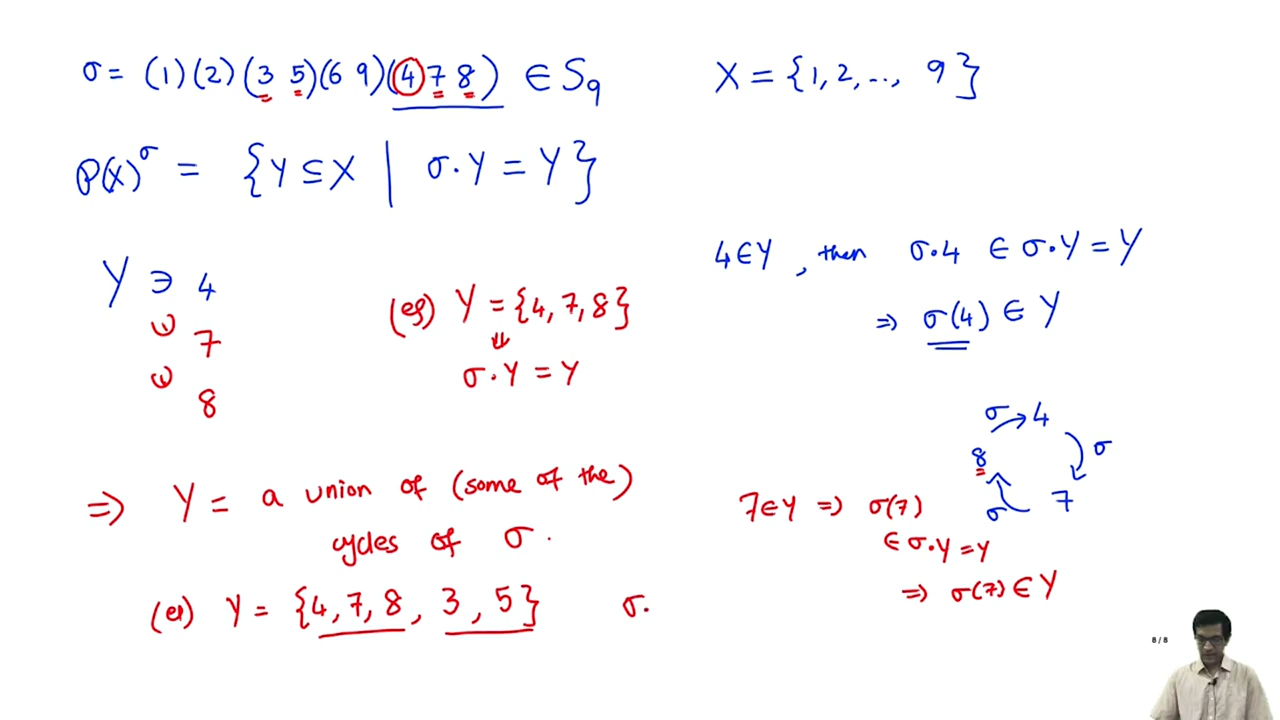 σ = (1)(2)(3 5)(6 9)(4 7 8) ∈ S₉
X = {1, 2, .., 9}
P(X)^σ = {Y ⊆ X | σ·Y = Y}
Y ∋ 4
7
8
(eg) Y = {4, 7, 8}
⇓
σ·Y = Y
4∈Y, then σ·4 ∈ σ·Y = Y
⇒ σ(4) ∈ Y
σ 4
8 σ
σ 7
7∈Y ⇒ σ(7)
∈ σ·Y = Y
⇒ σ(7) ∈ Y
⇒ Y = a union of (some of the)
cycles of σ.
(eg) Y = {4, 7, 8, 3, 5} σ.
8 / 8